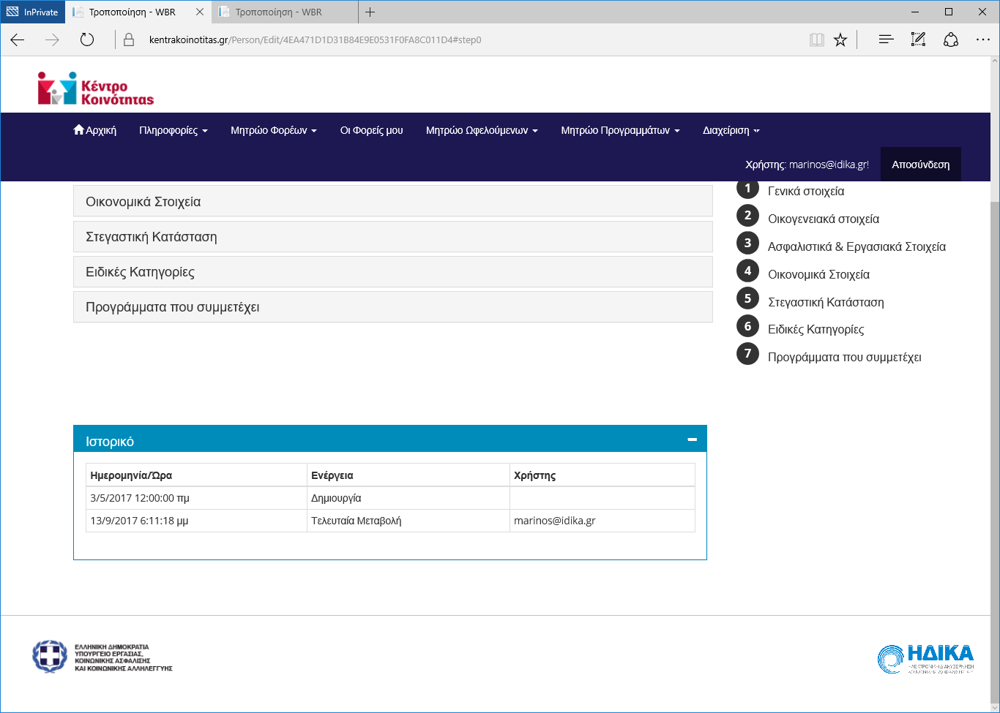 InPrivate
Τροποποίηση - WBR
Τροποποίηση - WBR
kentrakoinotitas.gr/Person/Edit/4EA471D1D31B84E9E0531F0FA8C011D4#step0
Κέντρο
Κοινότητας
Αρχική Πληροφορίες Μητρώο Φορέων Οι Φορείς μου Μητρώο Ωφελούμενων Μητρώο Προγραμμάτων Διαχείριση
Χρήστης: marinos@idika.gr! Αποσύνδεση
Οικονομικά Στοιχεία
Στεγαστική Κατάσταση
Ειδικές Κατηγορίες
Προγράμματα που συμμετέχει
1 Γενικά στοιχεία
2 Οικογενειακά στοιχεία
3 Ασφαλιστικά & Εργασιακά Στοιχεία
4 Οικονομικά Στοιχεία
5 Στεγαστική Κατάσταση
6 Ειδικές Κατηγορίες
7 Προγράμματα που συμμετέχει
Ιστορικό
Ημερομηνία/Ώρα Ενέργεια Χρήστης
3/5/2017 12:00:00 πμ Δημιουργία
13/9/2017 6:11:18 μμ Τελευταία Μεταβολή marinos@idika.gr
ΕΛΛΗΝΙΚΗ ΔΗΜΟΚΡΑΤΙΑ
ΥΠΟΥΡΓΕΙΟ ΕΡΓΑΣΙΑΣ,
ΚΟΙΝΩΝΙΚΗΣ ΑΣΦΑΛΙΣΗΣ
ΚΑΙ ΚΟΙΝΩΝΙΚΗΣ ΑΛΛΗΛΕΓΓΥΗΣ
ΗΔΙΚΑ
ΗΛΕΚΤΡΟΝΙΚΗ ΔΙΑΚΥΒΕΡΝΗΣΗ
ΚΟΙΝΩΝΙΚΗΣ ΑΣΦΑΛΙΣΗΣ ΑΕ